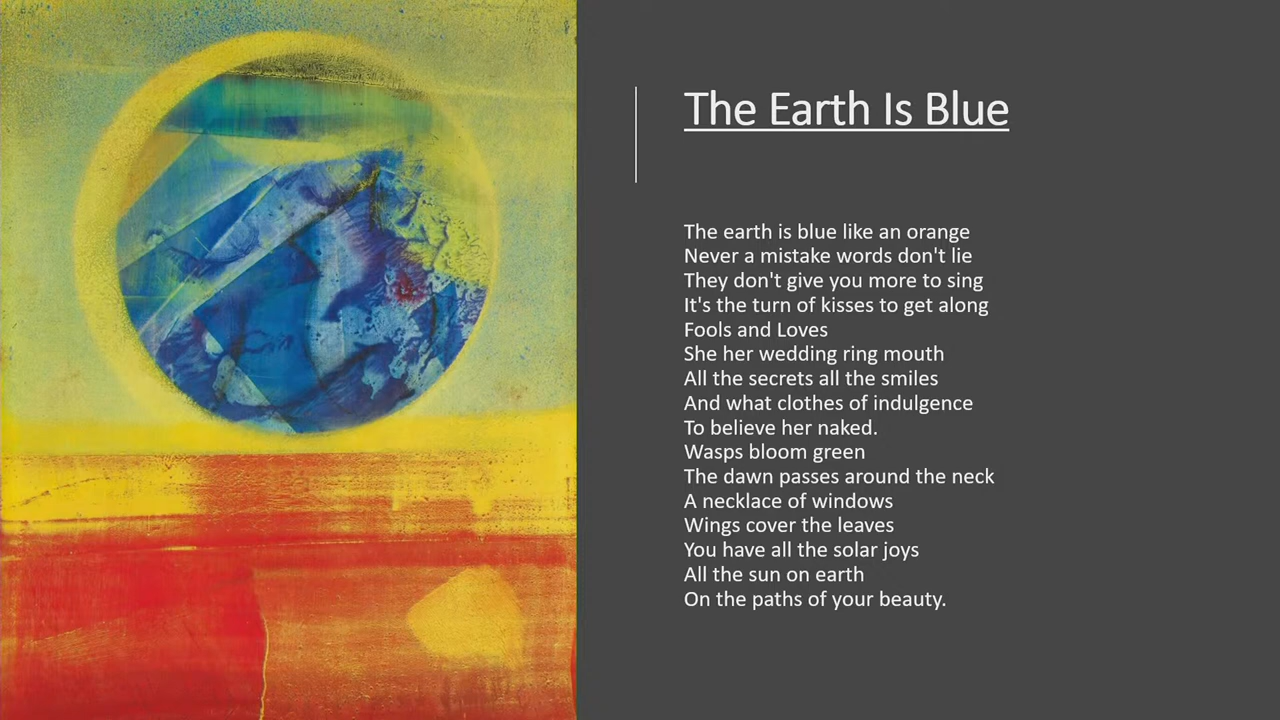 The Earth Is Blue
The earth is blue like an orange
Never a mistake words don't lie
They don't give you more to sing
It's the turn of kisses to get along
Fools and Loves
She her wedding ring mouth
All the secrets all the smiles
And what clothes of indulgence
To believe her naked.
Wasps bloom green
The dawn passes around the neck
A necklace of windows
Wings cover the leaves
You have all the solar joys
All the sun on earth
On the paths of your beauty.